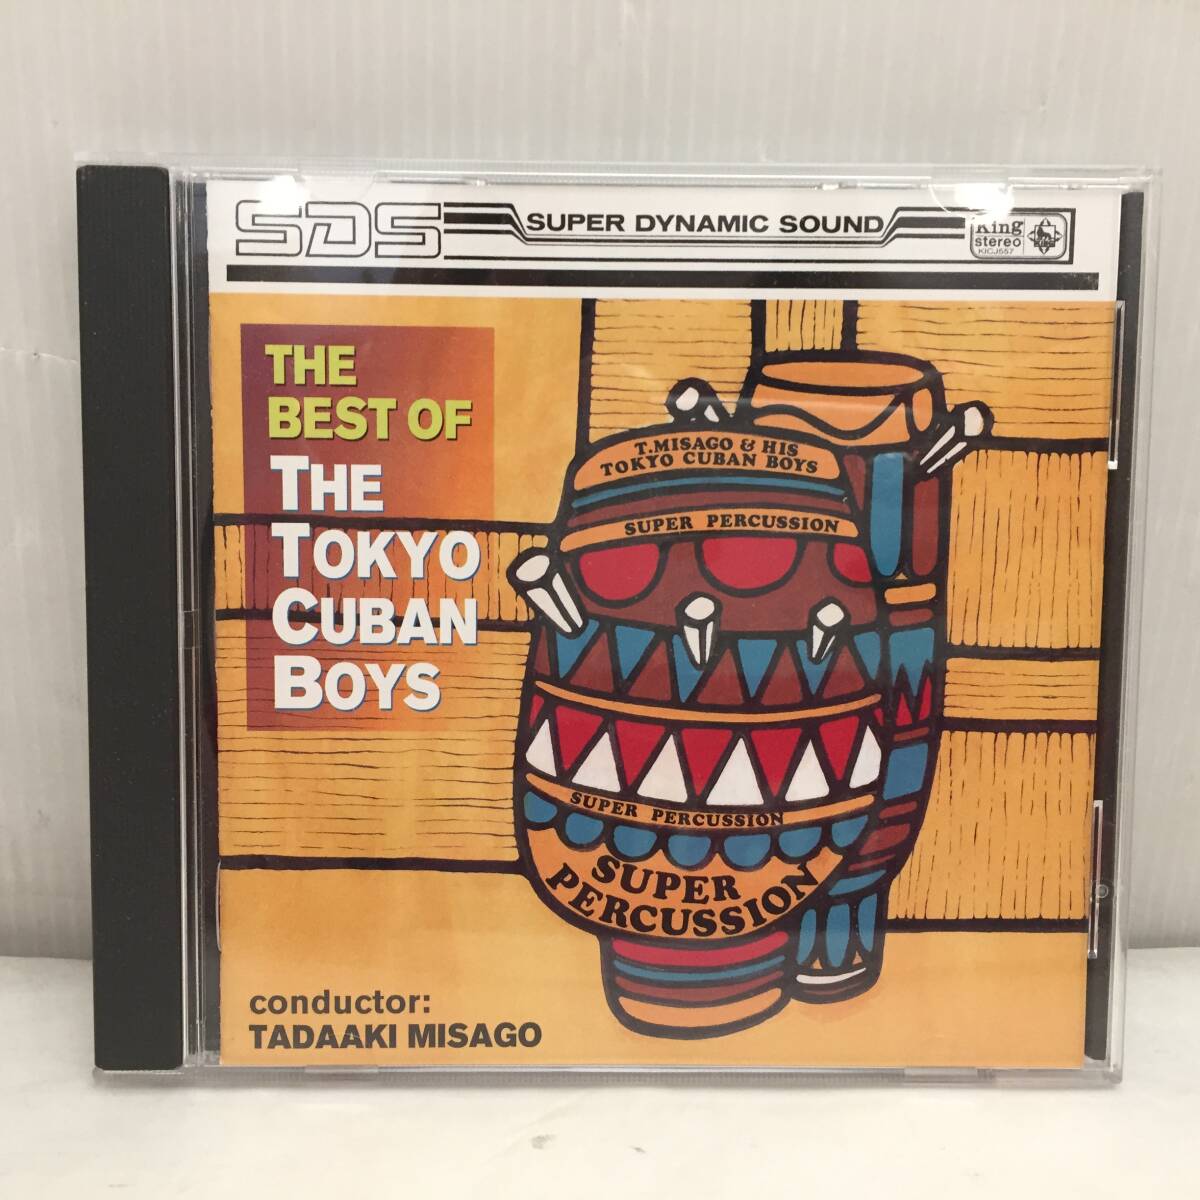 SDS
SUPER DYNAMIC SOUND
King
stereo
KICJ557
THE
BEST OF
THE
TOKYO
CUBAN
BOYS
T.MISAGO & HIS
TOKYO CUBAN BOYS
SUPER PERCUSSION
SUPER PERCUSSION
SUPER
PERCUSSION
conductor:
TADAAKI MISAGO